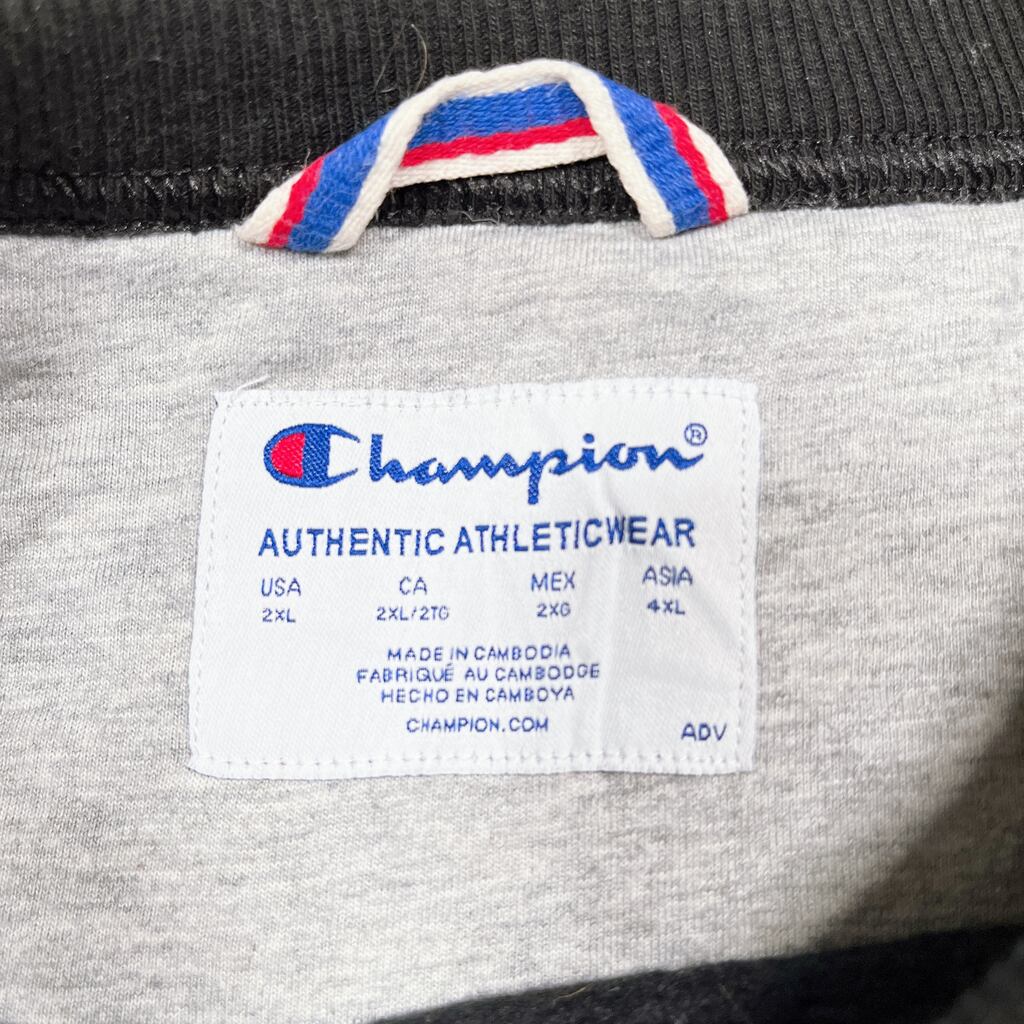 Champion®
AUTHENTIC ATHLETICWEAR
USA CA MEX ASIA
2XL 2XL/2TG 2XG 4XL
MADE IN CAMBODIA
FABRIQUÉ AU CAMBODGE
HECHO EN CAMBOYA
CHAMPION.COM
ADV